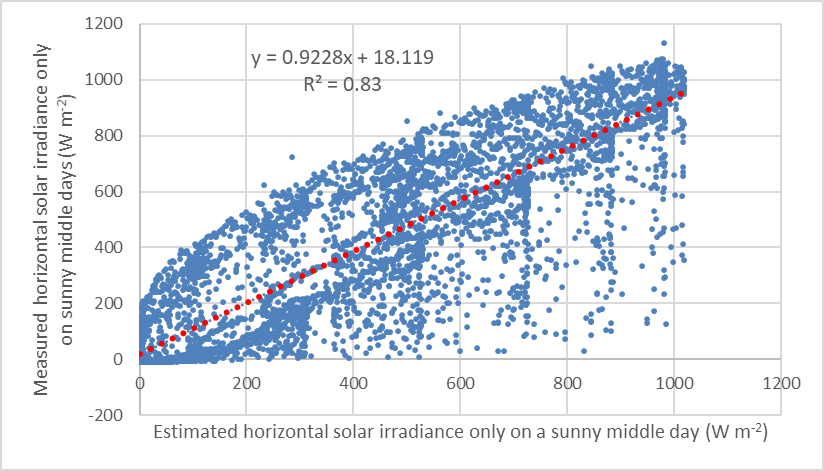 1200
1000
800
600
400
200
0
-200
0 200 400 600 800 1000 1200
y = 0.9228x + 18.119
R² = 0.83
Measured horizontal solar irradiance only
on sunny middle days (W m⁻²)
Estimated horizontal solar irradiance only on a sunny middle day (W m⁻²)